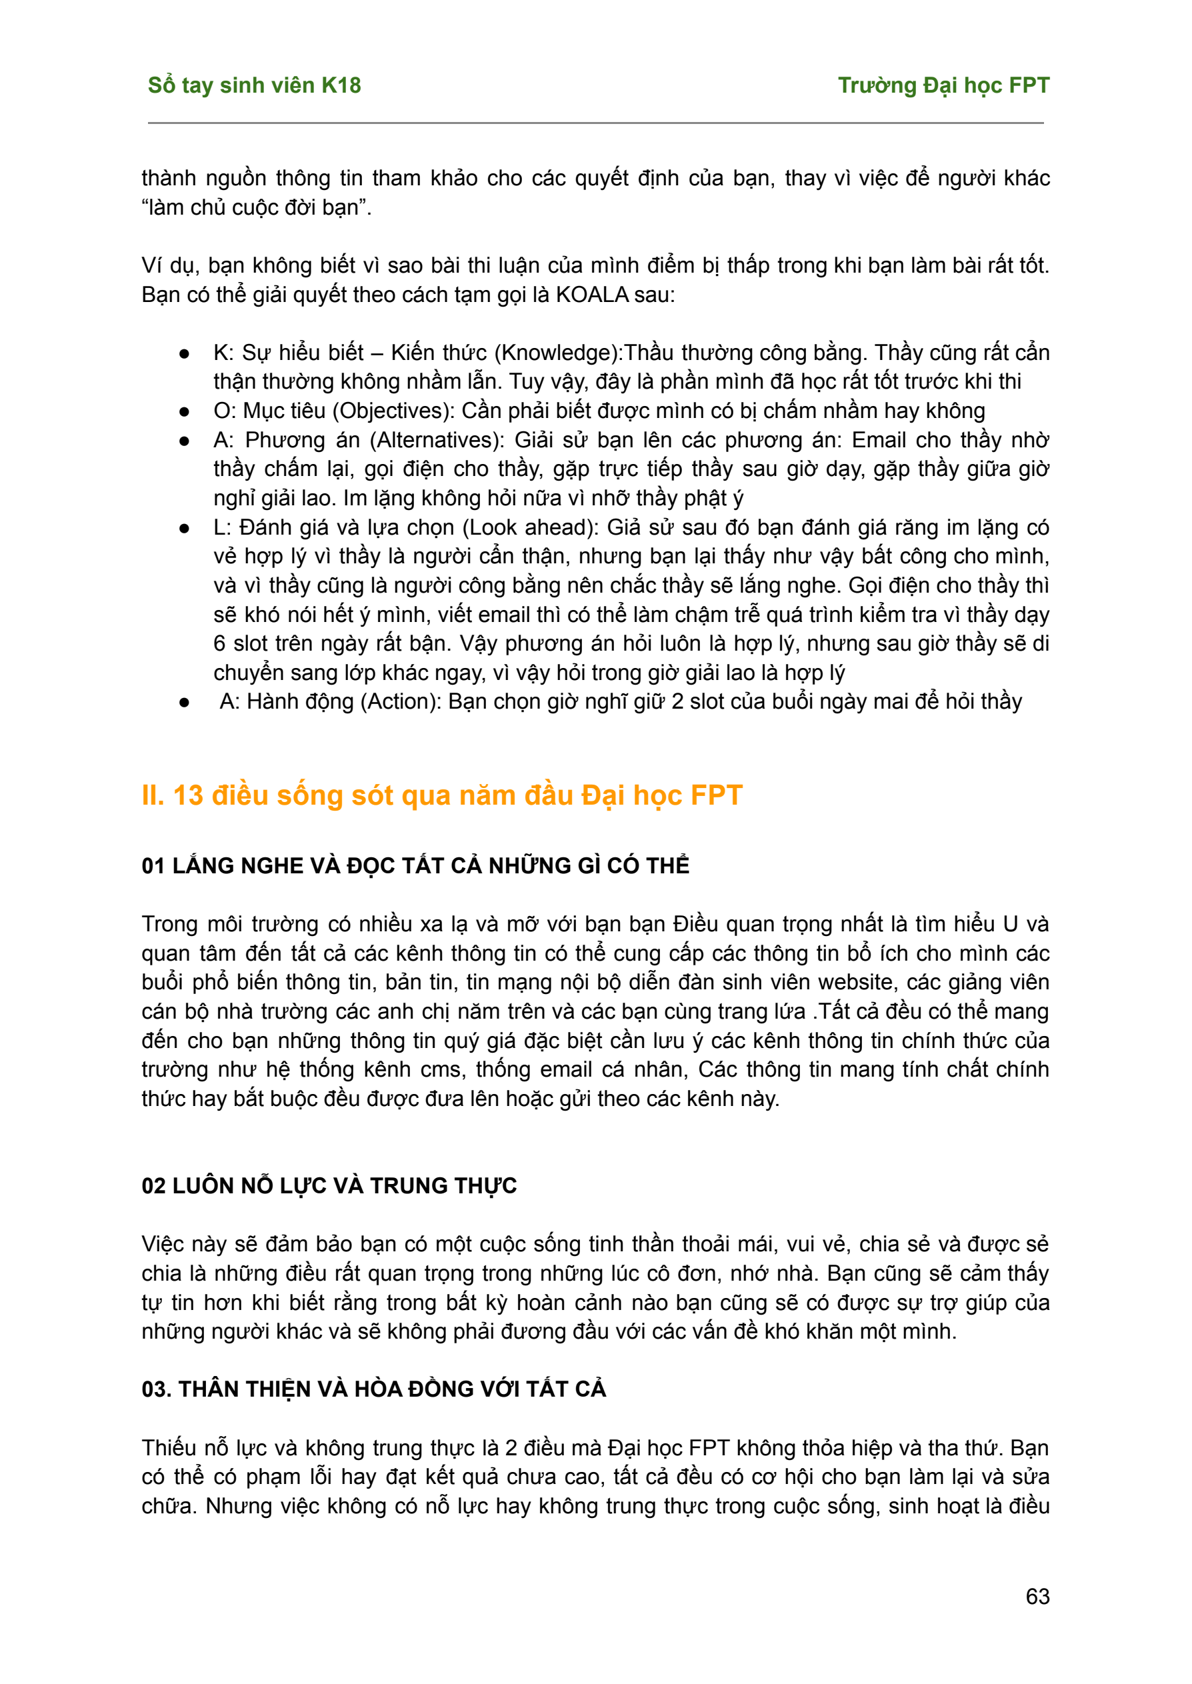 Sổ tay sinh viên K18 Trường Đại học FPT
thành nguồn thông tin tham khảo cho các quyết định của bạn, thay vì việc để người khác
“làm chủ cuộc đời bạn”.
Ví dụ, bạn không biết vì sao bài thi luận của mình điểm bị thấp trong khi bạn làm bài rất tốt.
Bạn có thể giải quyết theo cách tạm gọi là KOALA sau:
● K: Sự hiểu biết – Kiến thức (Knowledge):Thầu thường công bằng. Thầy cũng rất cẩn
thận thường không nhầm lẫn. Tuy vậy, đây là phần mình đã học rất tốt trước khi thi
● O: Mục tiêu (Objectives): Cần phải biết được mình có bị chấm nhầm hay không
● A: Phương án (Alternatives): Giải sử bạn lên các phương án: Email cho thầy nhờ
thầy chấm lại, gọi điện cho thầy, gặp trực tiếp thầy sau giờ dạy, gặp thầy giữa giờ
nghỉ giải lao. Im lặng không hỏi nữa vì nhỡ thầy phật ý
● L: Đánh giá và lựa chọn (Look ahead): Giả sử sau đó bạn đánh giá răng im lặng có
vẻ hợp lý vì thầy là người cẩn thận, nhưng bạn lại thấy như vậy bất công cho mình,
và vì thầy cũng là người công bằng nên chắc thầy sẽ lắng nghe. Gọi điện cho thầy thì
sẽ khó nói hết ý mình, viết email thì có thể làm chậm trễ quá trình kiểm tra vì thầy dạy
6 slot trên ngày rất bận. Vậy phương án hỏi luôn là hợp lý, nhưng sau giờ thầy sẽ di
chuyển sang lớp khác ngay, vì vậy hỏi trong giờ giải lao là hợp lý
● A: Hành động (Action): Bạn chọn giờ nghĩ giữ 2 slot của buổi ngày mai để hỏi thầy
II. 13 điều sống sót qua năm đầu Đại học FPT
01 LẮNG NGHE VÀ ĐỌC TẤT CẢ NHỮNG GÌ CÓ THỂ
Trong môi trường có nhiều xa lạ và mỡ với bạn bạn Điều quan trọng nhất là tìm hiểu U và
quan tâm đến tất cả các kênh thông tin có thể cung cấp các thông tin bổ ích cho mình các
buổi phổ biến thông tin, bản tin, tin mạng nội bộ diễn đàn sinh viên website, các giảng viên
cán bộ nhà trường các anh chị năm trên và các bạn cùng trang lứa .Tất cả đều có thể mang
đến cho bạn những thông tin quý giá đặc biệt cần lưu ý các kênh thông tin chính thức của
trường như hệ thống kênh cms, thống email cá nhân, Các thông tin mang tính chất chính
thức hay bắt buộc đều được đưa lên hoặc gửi theo các kênh này.
02 LUÔN NỖ LỰC VÀ TRUNG THỰC
Việc này sẽ đảm bảo bạn có một cuộc sống tinh thần thoải mái, vui vẻ, chia sẻ và được sẻ
chia là những điều rất quan trọng trong những lúc cô đơn, nhớ nhà. Bạn cũng sẽ cảm thấy
tự tin hơn khi biết rằng trong bất kỳ hoàn cảnh nào bạn cũng sẽ có được sự trợ giúp của
những người khác và sẽ không phải đương đầu với các vấn đề khó khăn một mình.
03. THÂN THIỆN VÀ HÒA ĐỒNG VỚI TẤT CẢ
Thiếu nỗ lực và không trung thực là 2 điều mà Đại học FPT không thỏa hiệp và tha thứ. Bạn
có thể có phạm lỗi hay đạt kết quả chưa cao, tất cả đều có cơ hội cho bạn làm lại và sửa
chữa. Nhưng việc không có nỗ lực hay không trung thực trong cuộc sống, sinh hoạt là điều
63